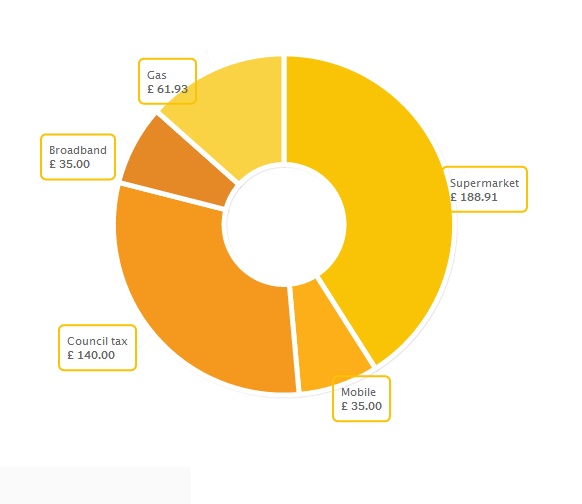 Gas
£ 61.93
Broadband
£ 35.00
Supermarket
£ 188.91
Council tax
£ 140.00
Mobile
£ 35.00